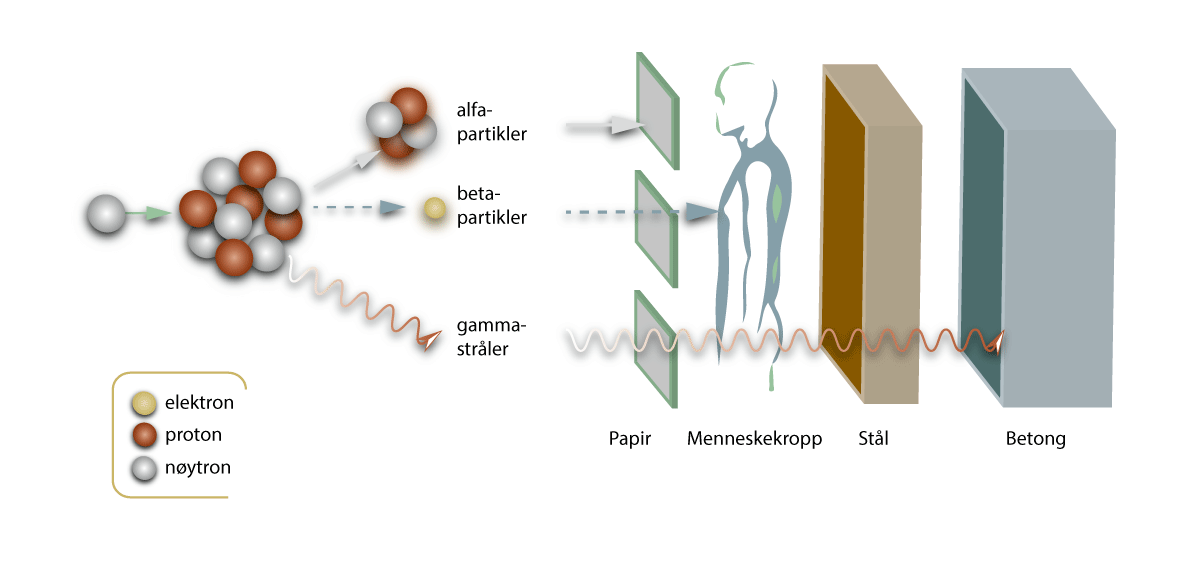 alfa-
partikler
beta-
partikler
gamma-
stråler
elektron
proton
nøytron
Papir
Menneskekropp
Stål
Betong